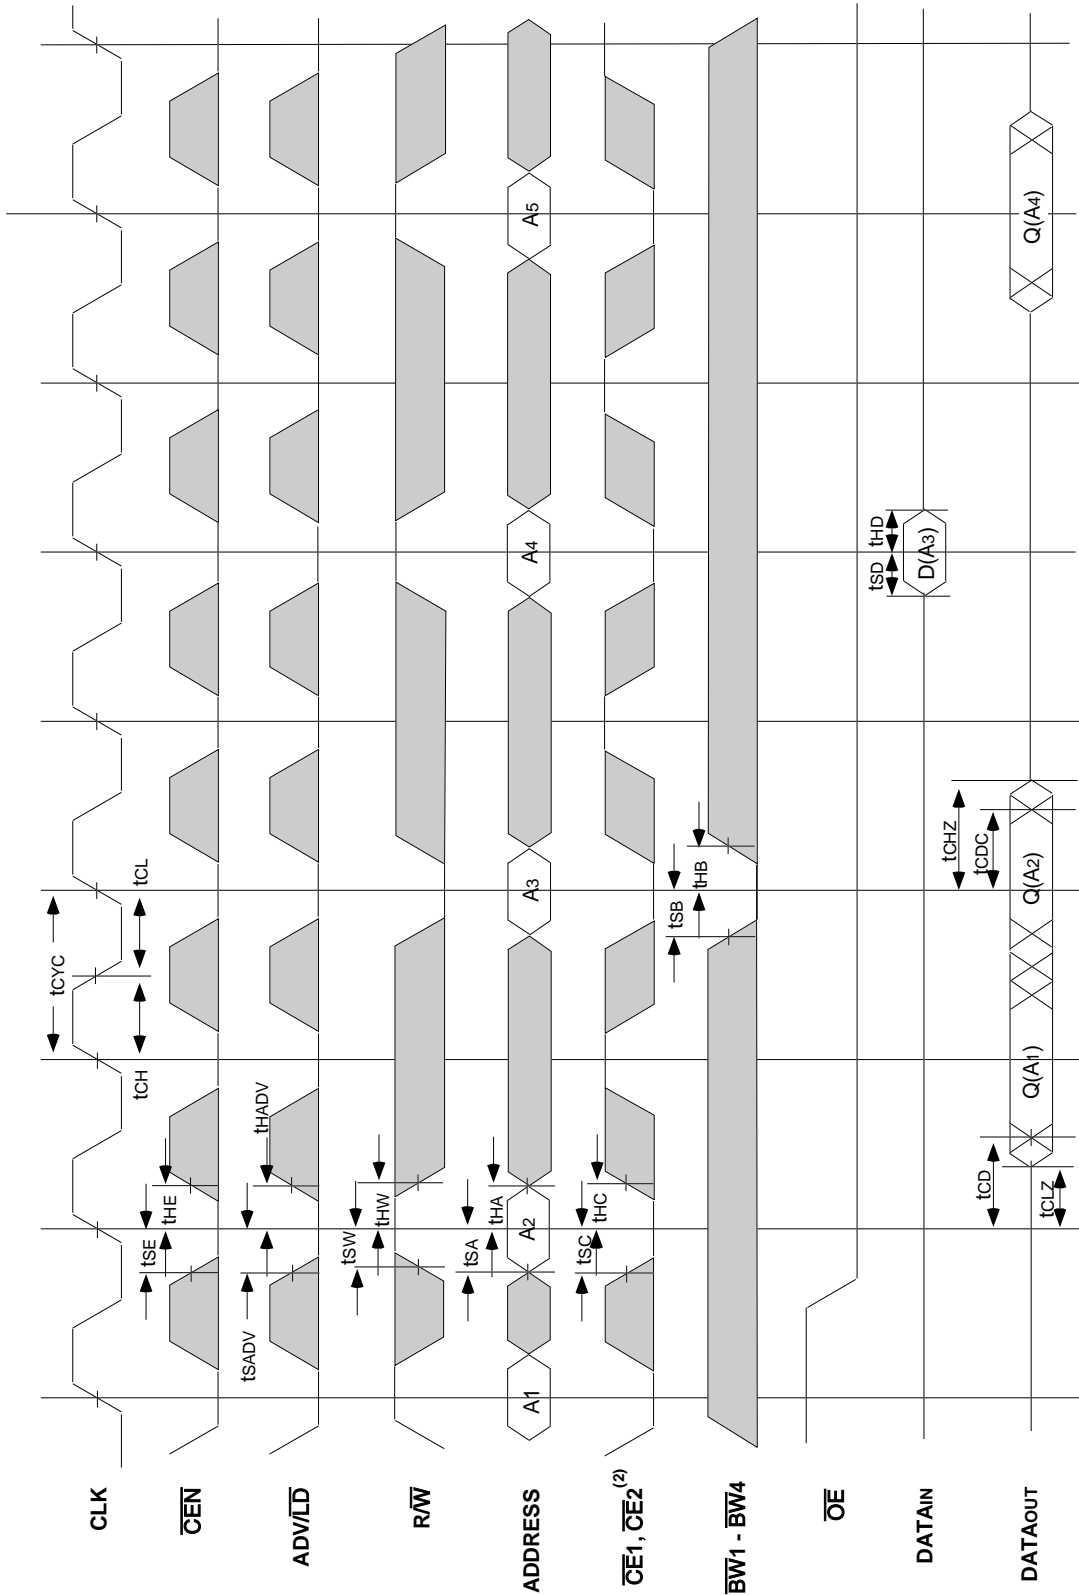 CLK
tCYC
tCH
tCL
CEN
tSE
tHE
ADV/LD
tSADV
tHADV
R/W
tSW
tHW
ADDRESS
A1
A2
A3
A4
A5
tSA
tHA
CE1, CE2(2)
tSC
tHC
BW1 - BW4
tSB
tHB
OE
DATAIN
tSD
tHD
D(A3)
DATAOUT
tCD
tCLZ
tCHZ
tCDC
Q(A1)
Q(A2)
Q(A4)